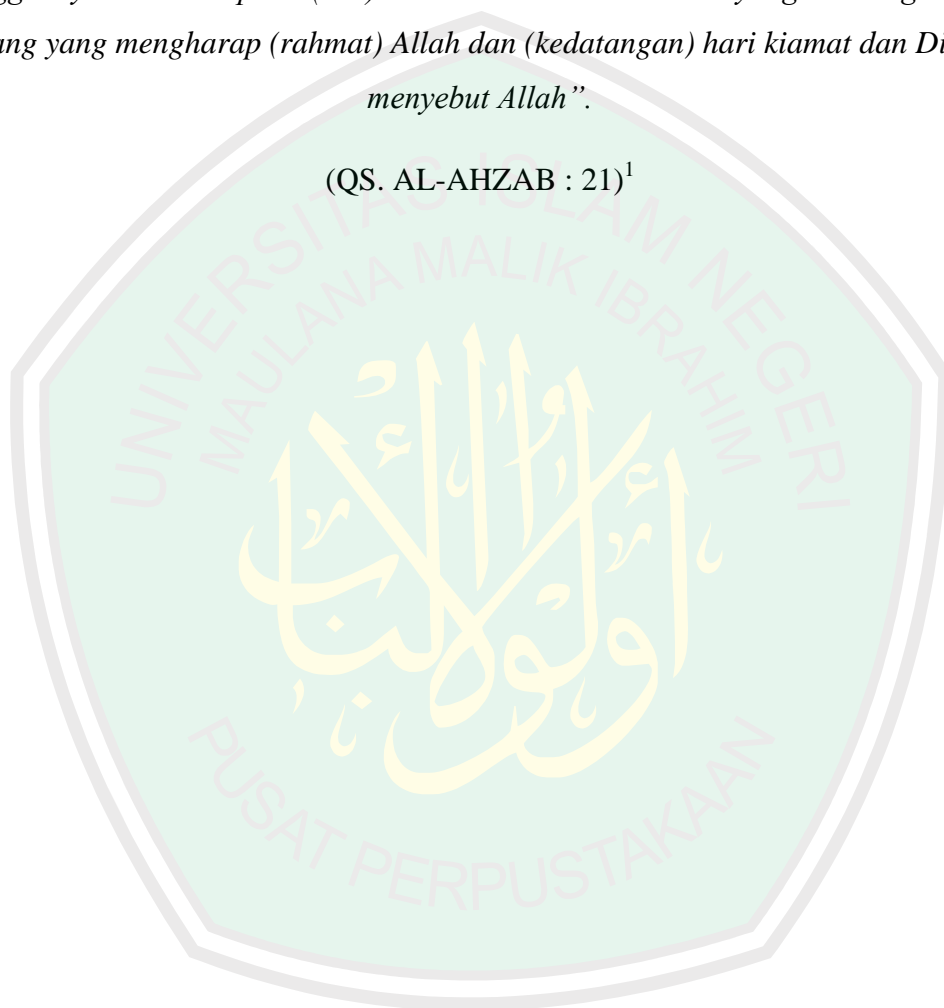 ang yang mengharap (rahmat) Allah dan (kedatangan) hari kiamat dan Di
menyebut Allah”.
(QS. AL-AHZAB : 21)¹
UNIVERSITAS ISLAM NEGERI
MAULANA MALIK IBRAHIM
أولوا الألباب
PUSAT PERPUSTAKAAN